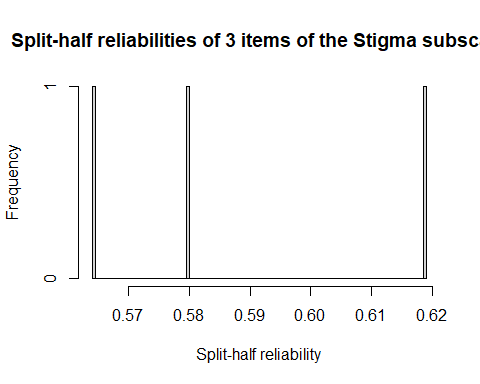 Split-half reliabilities of 3 items of the Stigma subsc
Frequency
1
0
0.57 0.58 0.59 0.60 0.61 0.62
Split-half reliability